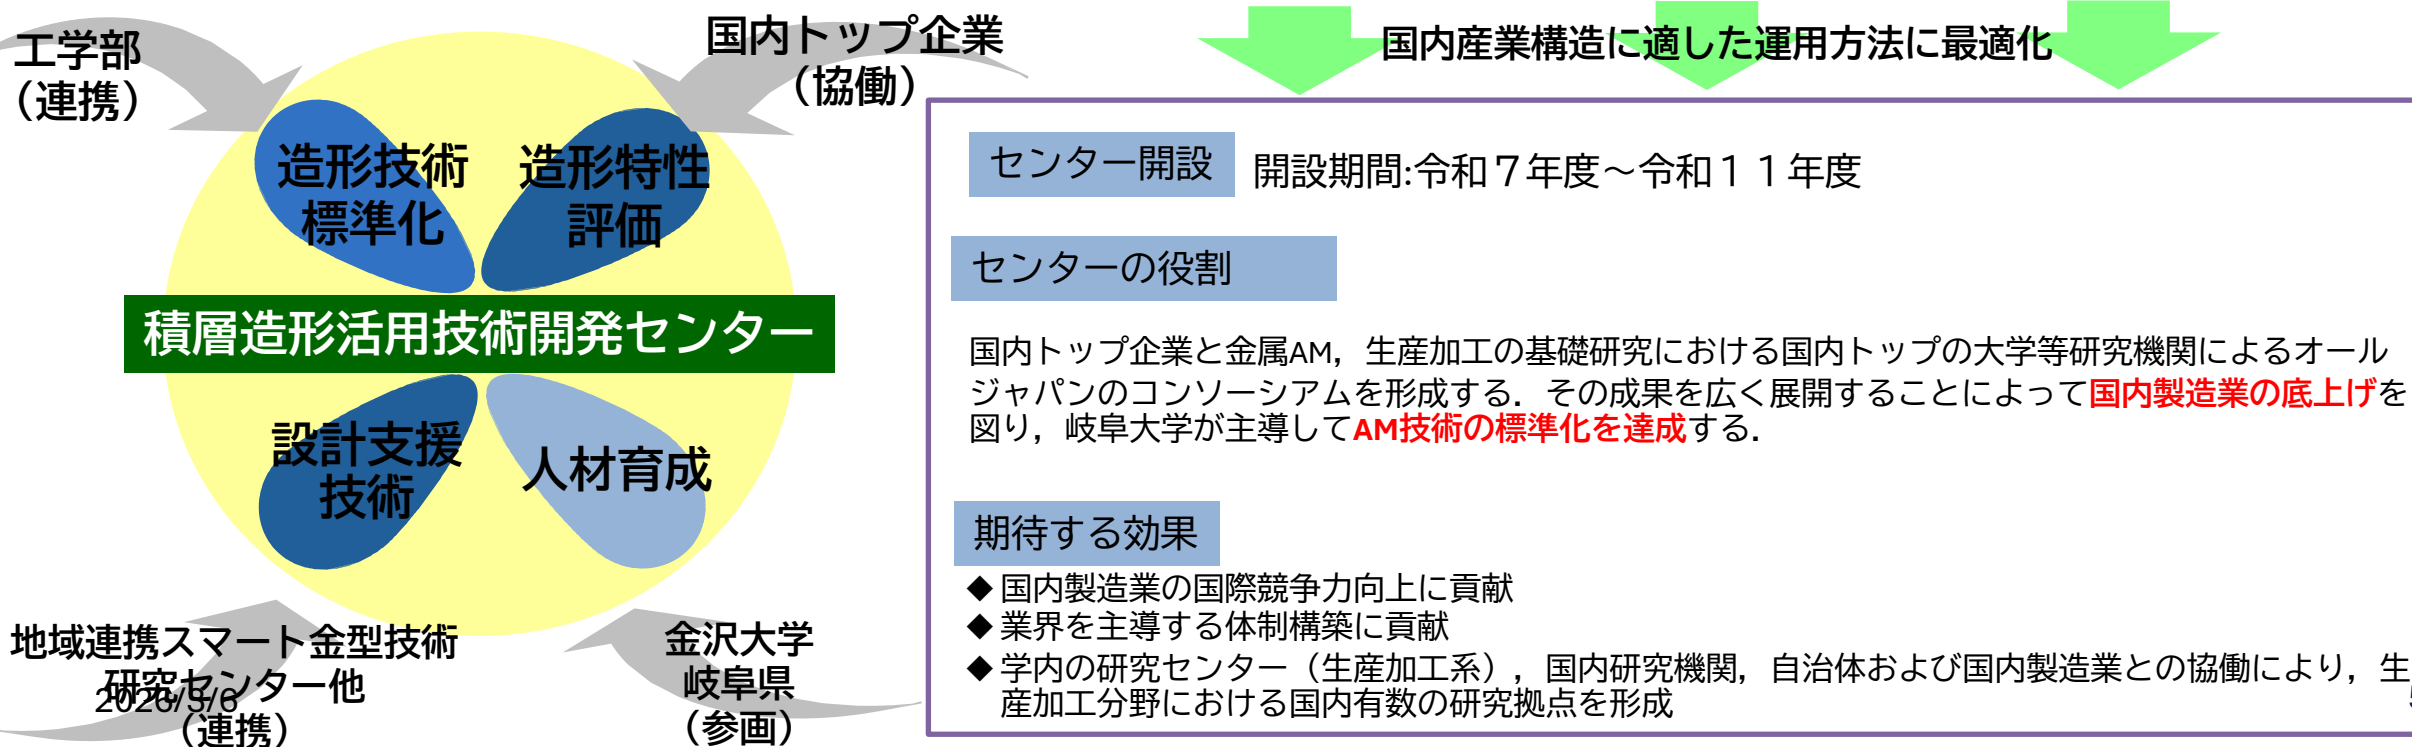 工学部
（連携）
国内トップ企業
（協働）
造形技術
標準化
造形特性
評価
積層造形活用技術開発センター
設計支援
技術
人材育成
地域連携スマート金型技術
研究センター他
（連携）
2026/3/6
金沢大学
岐阜県
（参画）
国内産業構造に適した運用方法に最適化
センター開設
開設期間:令和７年度～令和１１年度
センターの役割
国内トップ企業と金属AM，生産加工の基礎研究における国内トップの大学等研究機関によるオール
ジャパンのコンソーシアムを形成する．その成果を広く展開することによって国内製造業の底上げを
図り，岐阜大学が主導してAM技術の標準化を達成する．
期待する効果
◆国内製造業の国際競争力向上に貢献
◆業界を主導する体制構築に貢献
◆学内の研究センター（生産加工系），国内研究機関，自治体および国内製造業との協働により，生
産加工分野における国内有数の研究拠点を形成